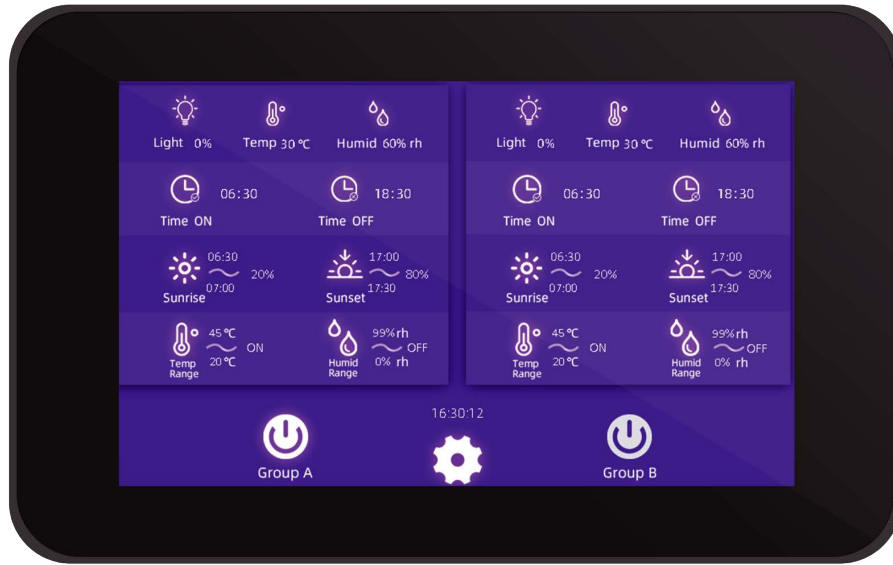 Light 0% Temp 30 ℃ Humid 60% rh
06:30 18:30
Time ON Time OFF
06:30 17:00
20% 80%
07:00 17:30
Sunrise Sunset
45 ℃ 99% rh
ON OFF
20 ℃ 0% rh
Temp Humid
Range Range
Light 0% Temp 30 ℃ Humid 60% rh
06:30 18:30
Time ON Time OFF
06:30 17:00
20% 80%
07:00 17:30
Sunrise Sunset
45 ℃ 99% rh
ON OFF
20 ℃ 0% rh
Temp Humid
Range Range
16:30:12
Group A Group B